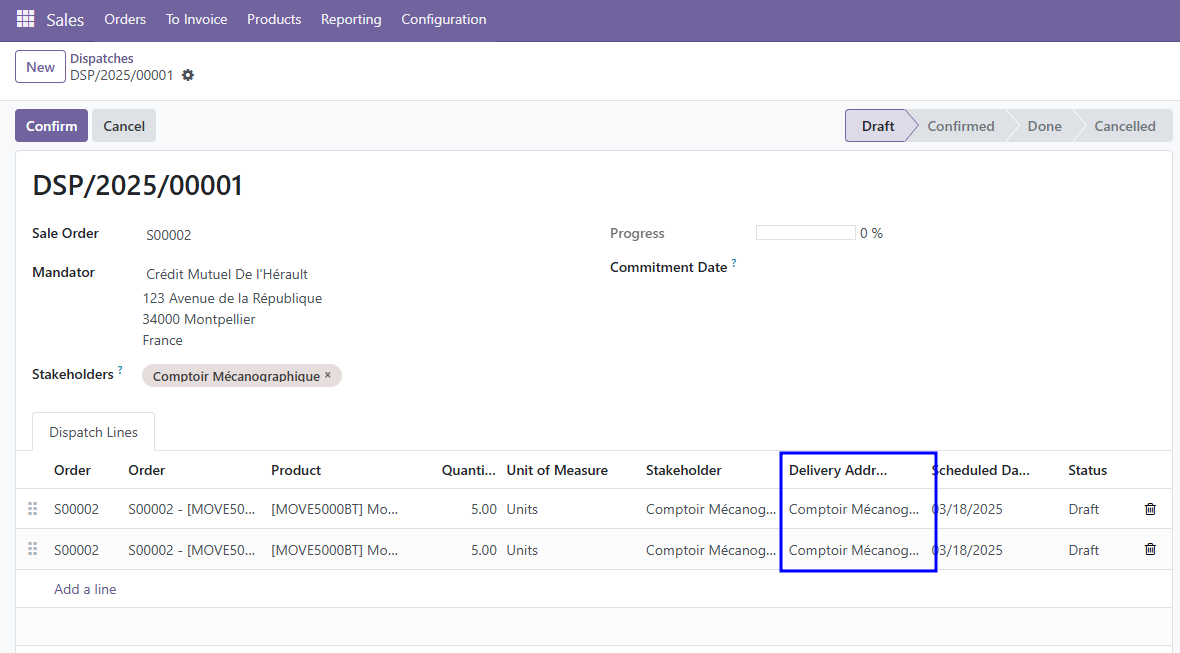 Sales Orders To Invoice Products Reporting Configuration
New Dispatches
DSP/2025/00001
Confirm Cancel Draft Confirmed Done Cancelled
DSP/2025/00001
Sale Order S00002 Progress 0 %
Mandator Crédit Mutuel De l'Hérault Commitment Date ?
123 Avenue de la République
34000 Montpellier
France
Stakeholders ? Comptoir Mécanographique ×
Dispatch Lines
Order Order Product Quanti... Unit of Measure Stakeholder Delivery Addr... Scheduled Da... Status
S00002 S00002 - [MOVE50... [MOVE5000BT] Mo... 5.00 Units Comptoir Mécanog... Comptoir Mécanog... 03/18/2025 Draft
S00002 S00002 - [MOVE50... [MOVE5000BT] Mo... 5.00 Units Comptoir Mécanog... Comptoir Mécanog... 03/18/2025 Draft
Add a line